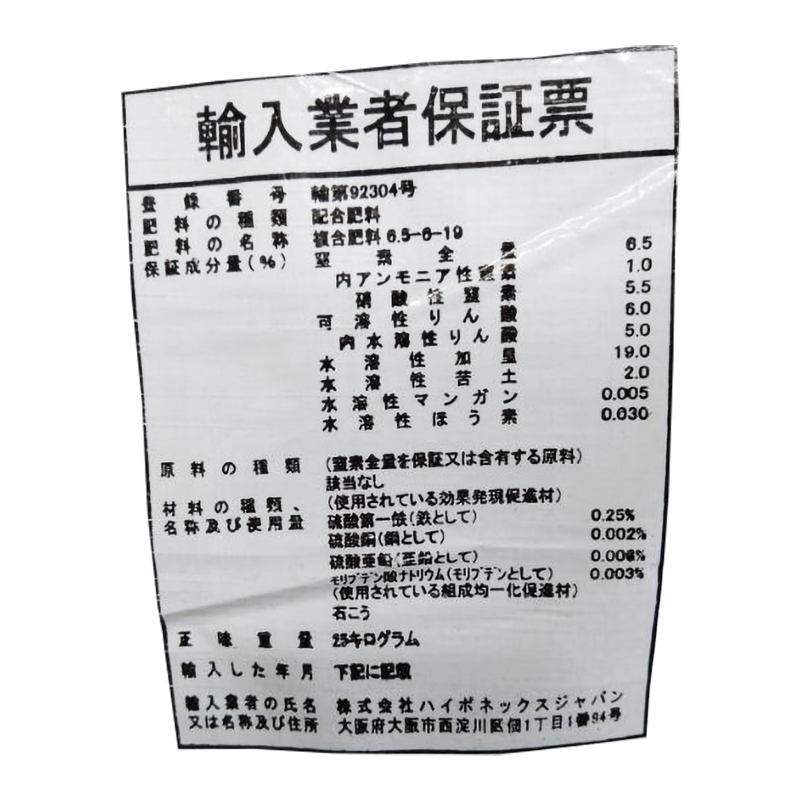 輸入業者保証票
登録番号 輸第92304号
肥料の種類 配合肥料
肥料の名称 複合肥料 6.5-6-19
保証成分量(%) 窒素全量 6.5
内アンモニア性窒素 1.0
硝酸性窒素 5.5
可溶性りん酸 6.0
内水溶性りん酸 5.0
水溶性加里 19.0
水溶性苦土 2.0
水溶性マンガン 0.005
水溶性ほう素 0.030
原料の種類 (窒素全量を保証又は含有する原料)
該当なし
材料の種類、 (使用されている効果発現促進材)
名称及び使用量 硫酸第一鉄(鉄として) 0.25%
硫酸銅(銅として) 0.002%
硫酸亜鉛(亜鉛として) 0.006%
モリブデン酸ナトリウム(モリブデンとして) 0.003%
(使用されている組成均一化促進材)
石こう
正味重量 25キログラム
輸入した年月 下記に記載
輸入業者の氏名 株式会社ハイポネックスジャパン
又は名称及び住所 大阪府大阪市西淀川区佃1丁目1番94号